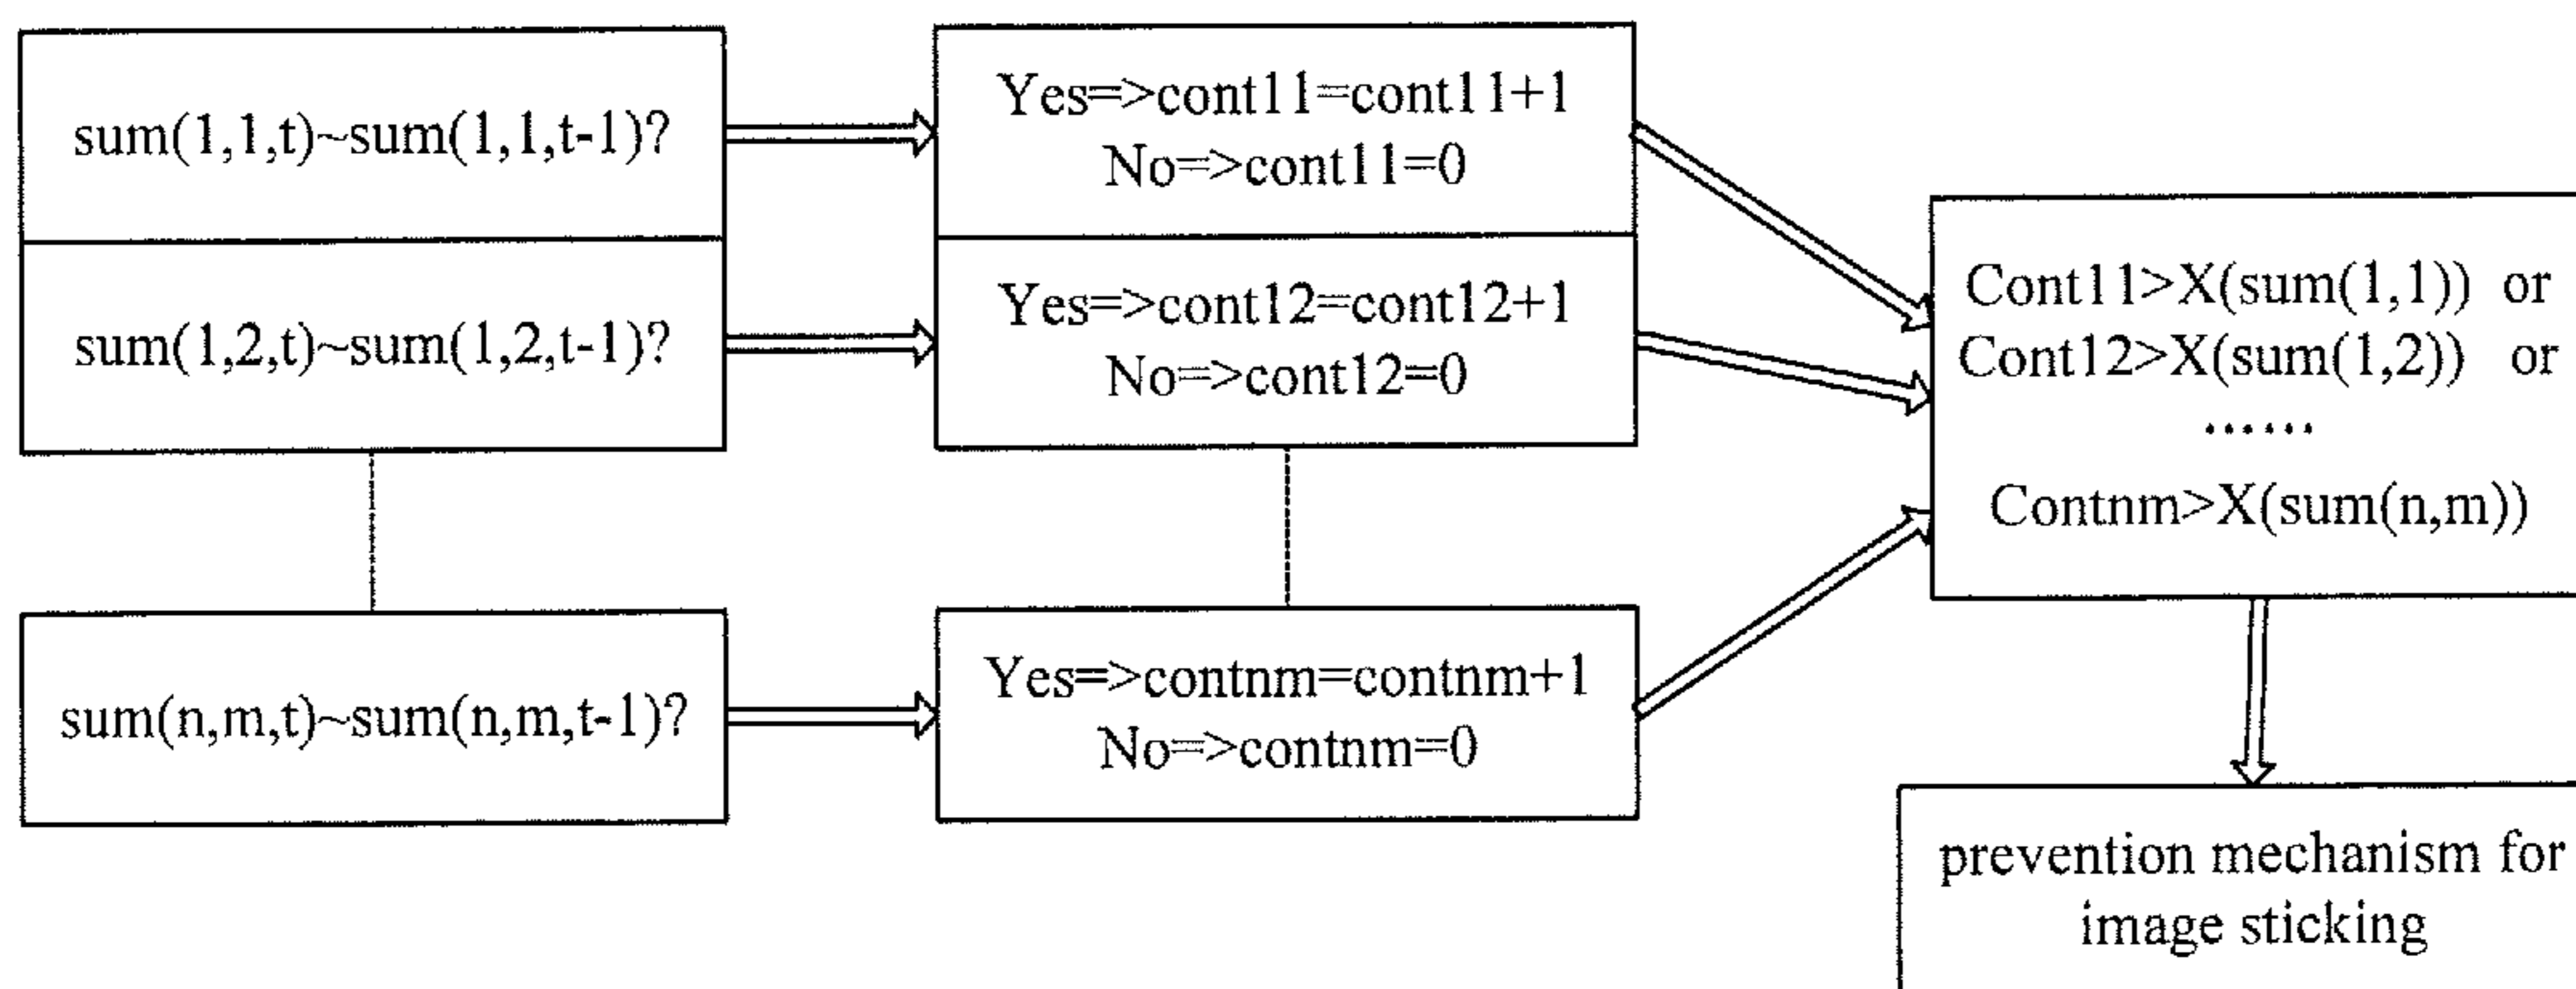 sum(1,1,t)~sum(1,1,t-1)?
Yes=>cont11=cont11+1
No=>cont11=0
sum(1,2,t)~sum(1,2,t-1)?
Yes=>cont12=cont12+1
No=>cont12=0
sum(n,m,t)~sum(n,m,t-1)?
Yes=>contnm=contnm+1
No=>contnm=0
Cont11>X(sum(1,1)) or
Cont12>X(sum(1,2)) or
......
Contnm>X(sum(n,m))
prevention mechanism for
image sticking